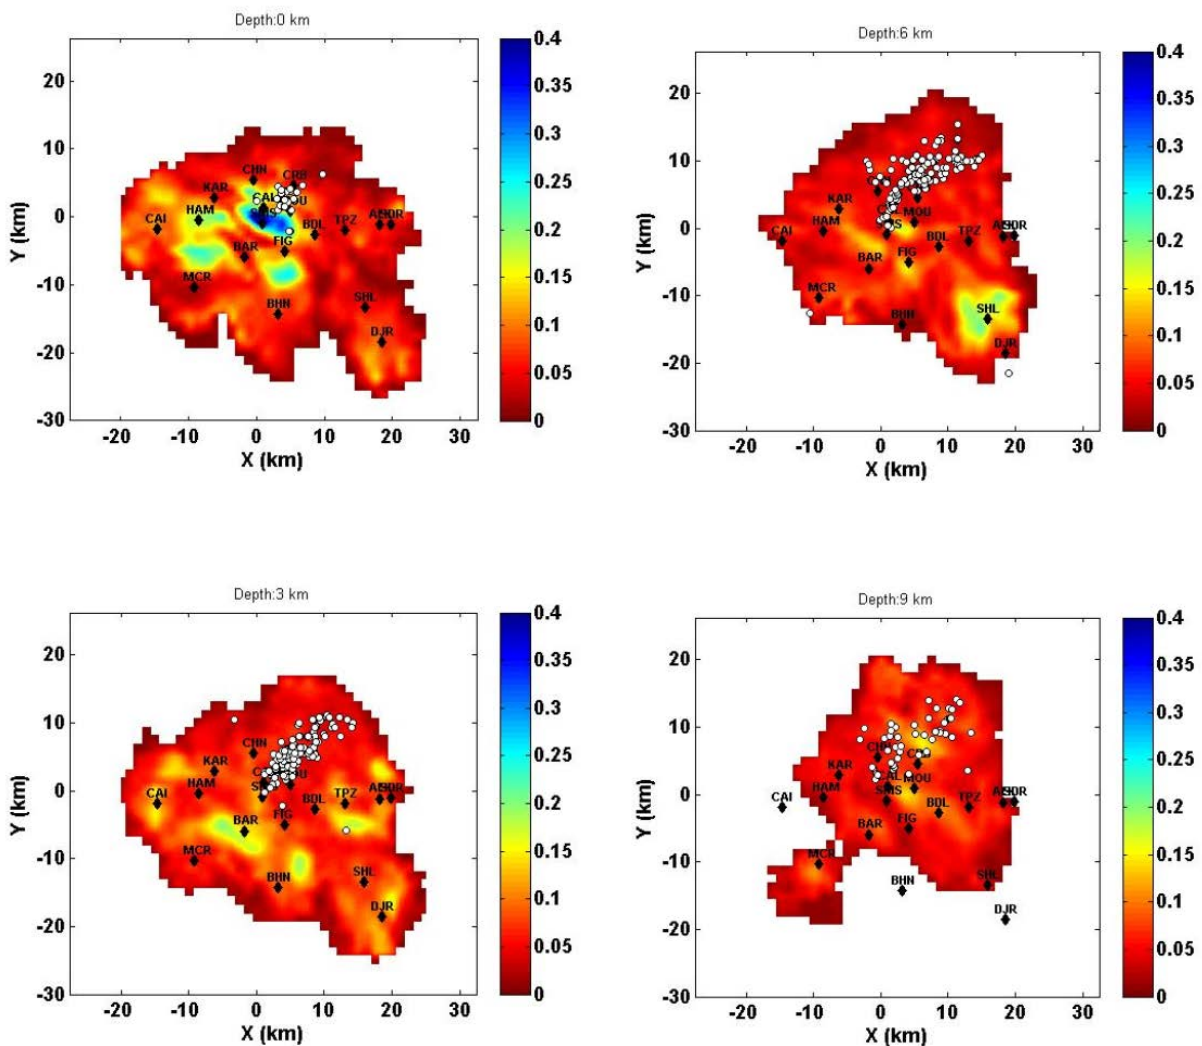 Depth:0 km
20
10
0
-10
-20
-30
Y (km)
CHN
CRB
KAR
CAI
HAM
BDL
TPZ
BAR
FIG
MCR
BHN
SHL
DJR
-20 -10 0 10 20 30
X (km)
0.4
0.35
0.3
0.25
0.2
0.15
0.1
0.05
0
Depth:6 km
20
10
0
-10
-20
-30
Y (km)
KAR
MOU
HAM
CAI
BDL
TPZ
BAR
FIG
MCR
BHN
SHL
DJR
-20 -10 0 10 20 30
X (km)
0.4
0.35
0.3
0.25
0.2
0.15
0.1
0.05
0
Depth:3 km
20
10
0
-10
-20
-30
Y (km)
CHN
KAR
HAM
CAI
BDL
TPZ
BAR
FIG
MCR
BHN
SHL
DJR
-20 -10 0 10 20 30
X (km)
0.4
0.35
0.3
0.25
0.2
0.15
0.1
0.05
0
Depth:9 km
20
10
0
-10
-20
-30
Y (km)
KAR
MOU
CAL
HAM
CAI
BDL
TPZ
BAR
FIG
MCR
BHN
SHL
DJR
-20 -10 0 10 20 30
X (km)
0.4
0.35
0.3
0.25
0.2
0.15
0.1
0.05
0